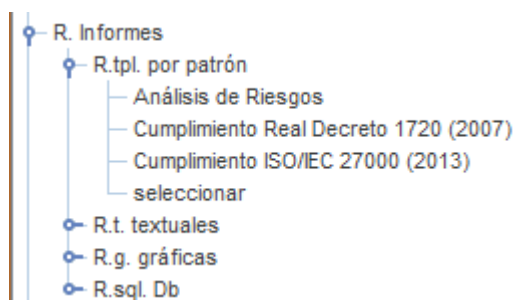 R. Informes
R.tpl. por patrón
Análisis de Riesgos
Cumplimiento Real Decreto 1720 (2007)
Cumplimiento ISO/IEC 27000 (2013)
seleccionar
R.t. textuales
R.g. gráficas
R.sql. Db